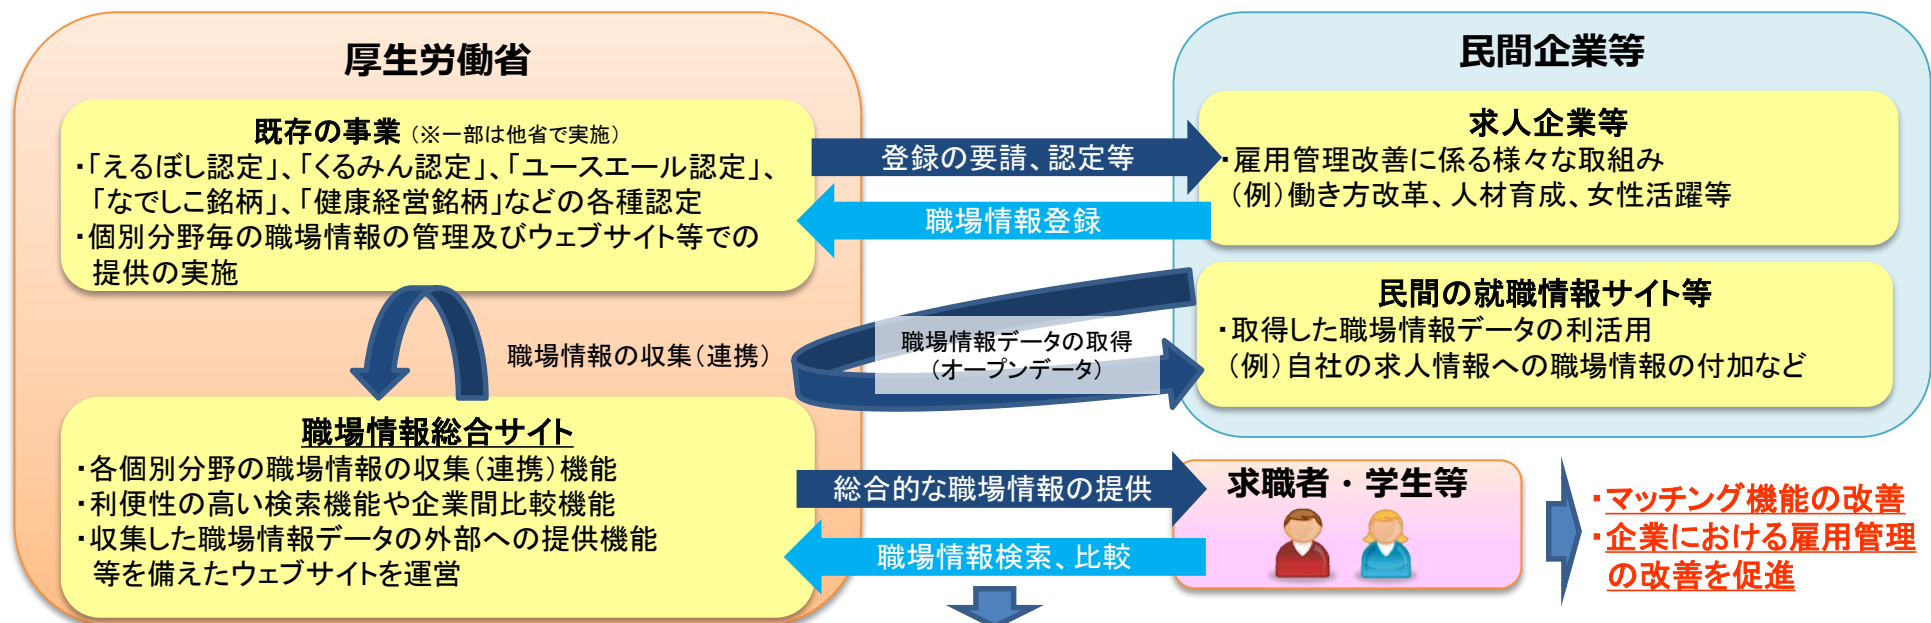 厚生労働省
既存の事業（※一部は他省で実施）
・「えるぼし認定」、「くるみん認定」、「ユースエール認定」、
「なでしこ銘柄」、「健康経営銘柄」などの各種認定
・個別分野毎の職場情報の管理及びウェブサイト等での
提供の実施
職場情報の収集（連携）
職場情報総合サイト
・各個別分野の職場情報の収集（連携）機能
・利便性の高い検索機能や企業間比較機能
・収集した職場情報データの外部への提供機能
等を備えたウェブサイトを運営
登録の要請、認定等
職場情報登録
職場情報データの取得
（オープンデータ）
総合的な職場情報の提供
職場情報検索、比較
民間企業等
求人企業等
・雇用管理改善に係る様々な取組み
（例）働き方改革、人材育成、女性活躍等
民間の就職情報サイト等
・取得した職場情報データの利活用
（例）自社の求人情報への職場情報の付加など
求職者・学生等
・マッチング機能の改善
・企業における雇用管理
の改善を促進